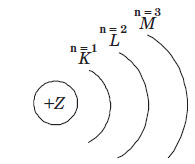 n = 3
M
n = 2
L
n = 1
K
+Z